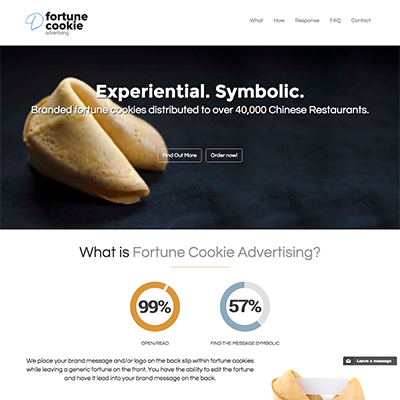 fortune
cookie
advertising
What How Response FAQ Contact
Experiential. Symbolic.
Branded fortune cookies distributed to over 40,000 Chinese Restaurants.
Find Out More Order now!
What is Fortune Cookie Advertising?
99% 57%
OPEN/READ FIND THE MESSAGE SYMBOLIC
We place your brand message and/or logo on the back slip within fortune cookies
while leaving a generic fortune on the front. You have the ability to edit the fortune
and have it lead into your brand message on the back.
Leave a message